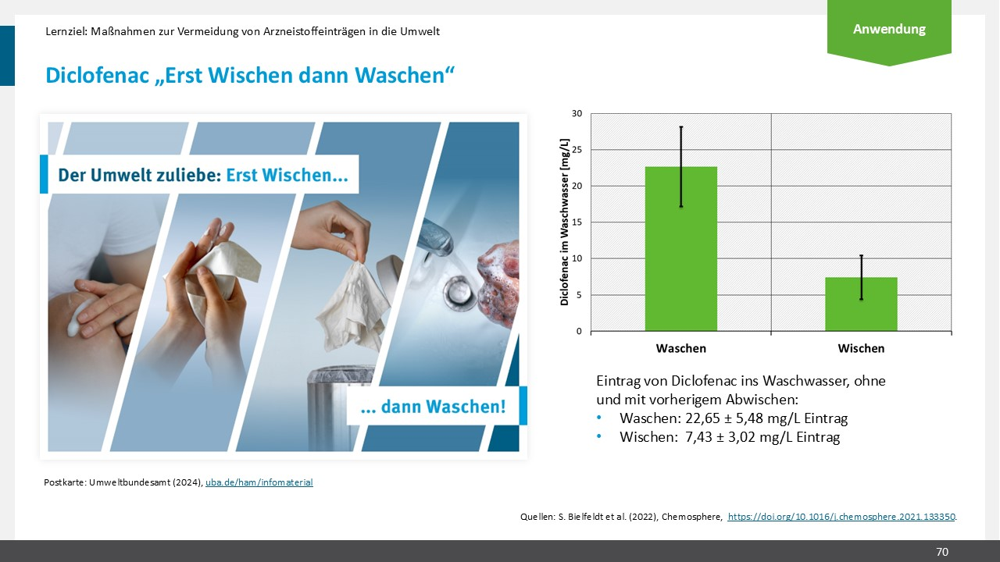 Lernziel: Maßnahmen zur Vermeidung von Arzneistoffeinträgen in die Umwelt
Anwendung
Diclofenac „Erst Wischen dann Waschen“
Der Umwelt zuliebe: Erst Wischen...
... dann Waschen!
Postkarte: Umweltbundesamt (2024), uba.de/ham/infomaterial
Diclofenac im Waschwasser [mg/L]
30
25
20
15
10
5
0
Waschen
Wischen
Eintrag von Diclofenac ins Waschwasser, ohne
und mit vorherigem Abwischen:
• Waschen: 22,65 ± 5,48 mg/L Eintrag
• Wischen: 7,43 ± 3,02 mg/L Eintrag
Quellen: S. Bielfeldt et al. (2022), Chemosphere, https://doi.org/10.1016/j.chemosphere.2021.133350.
70